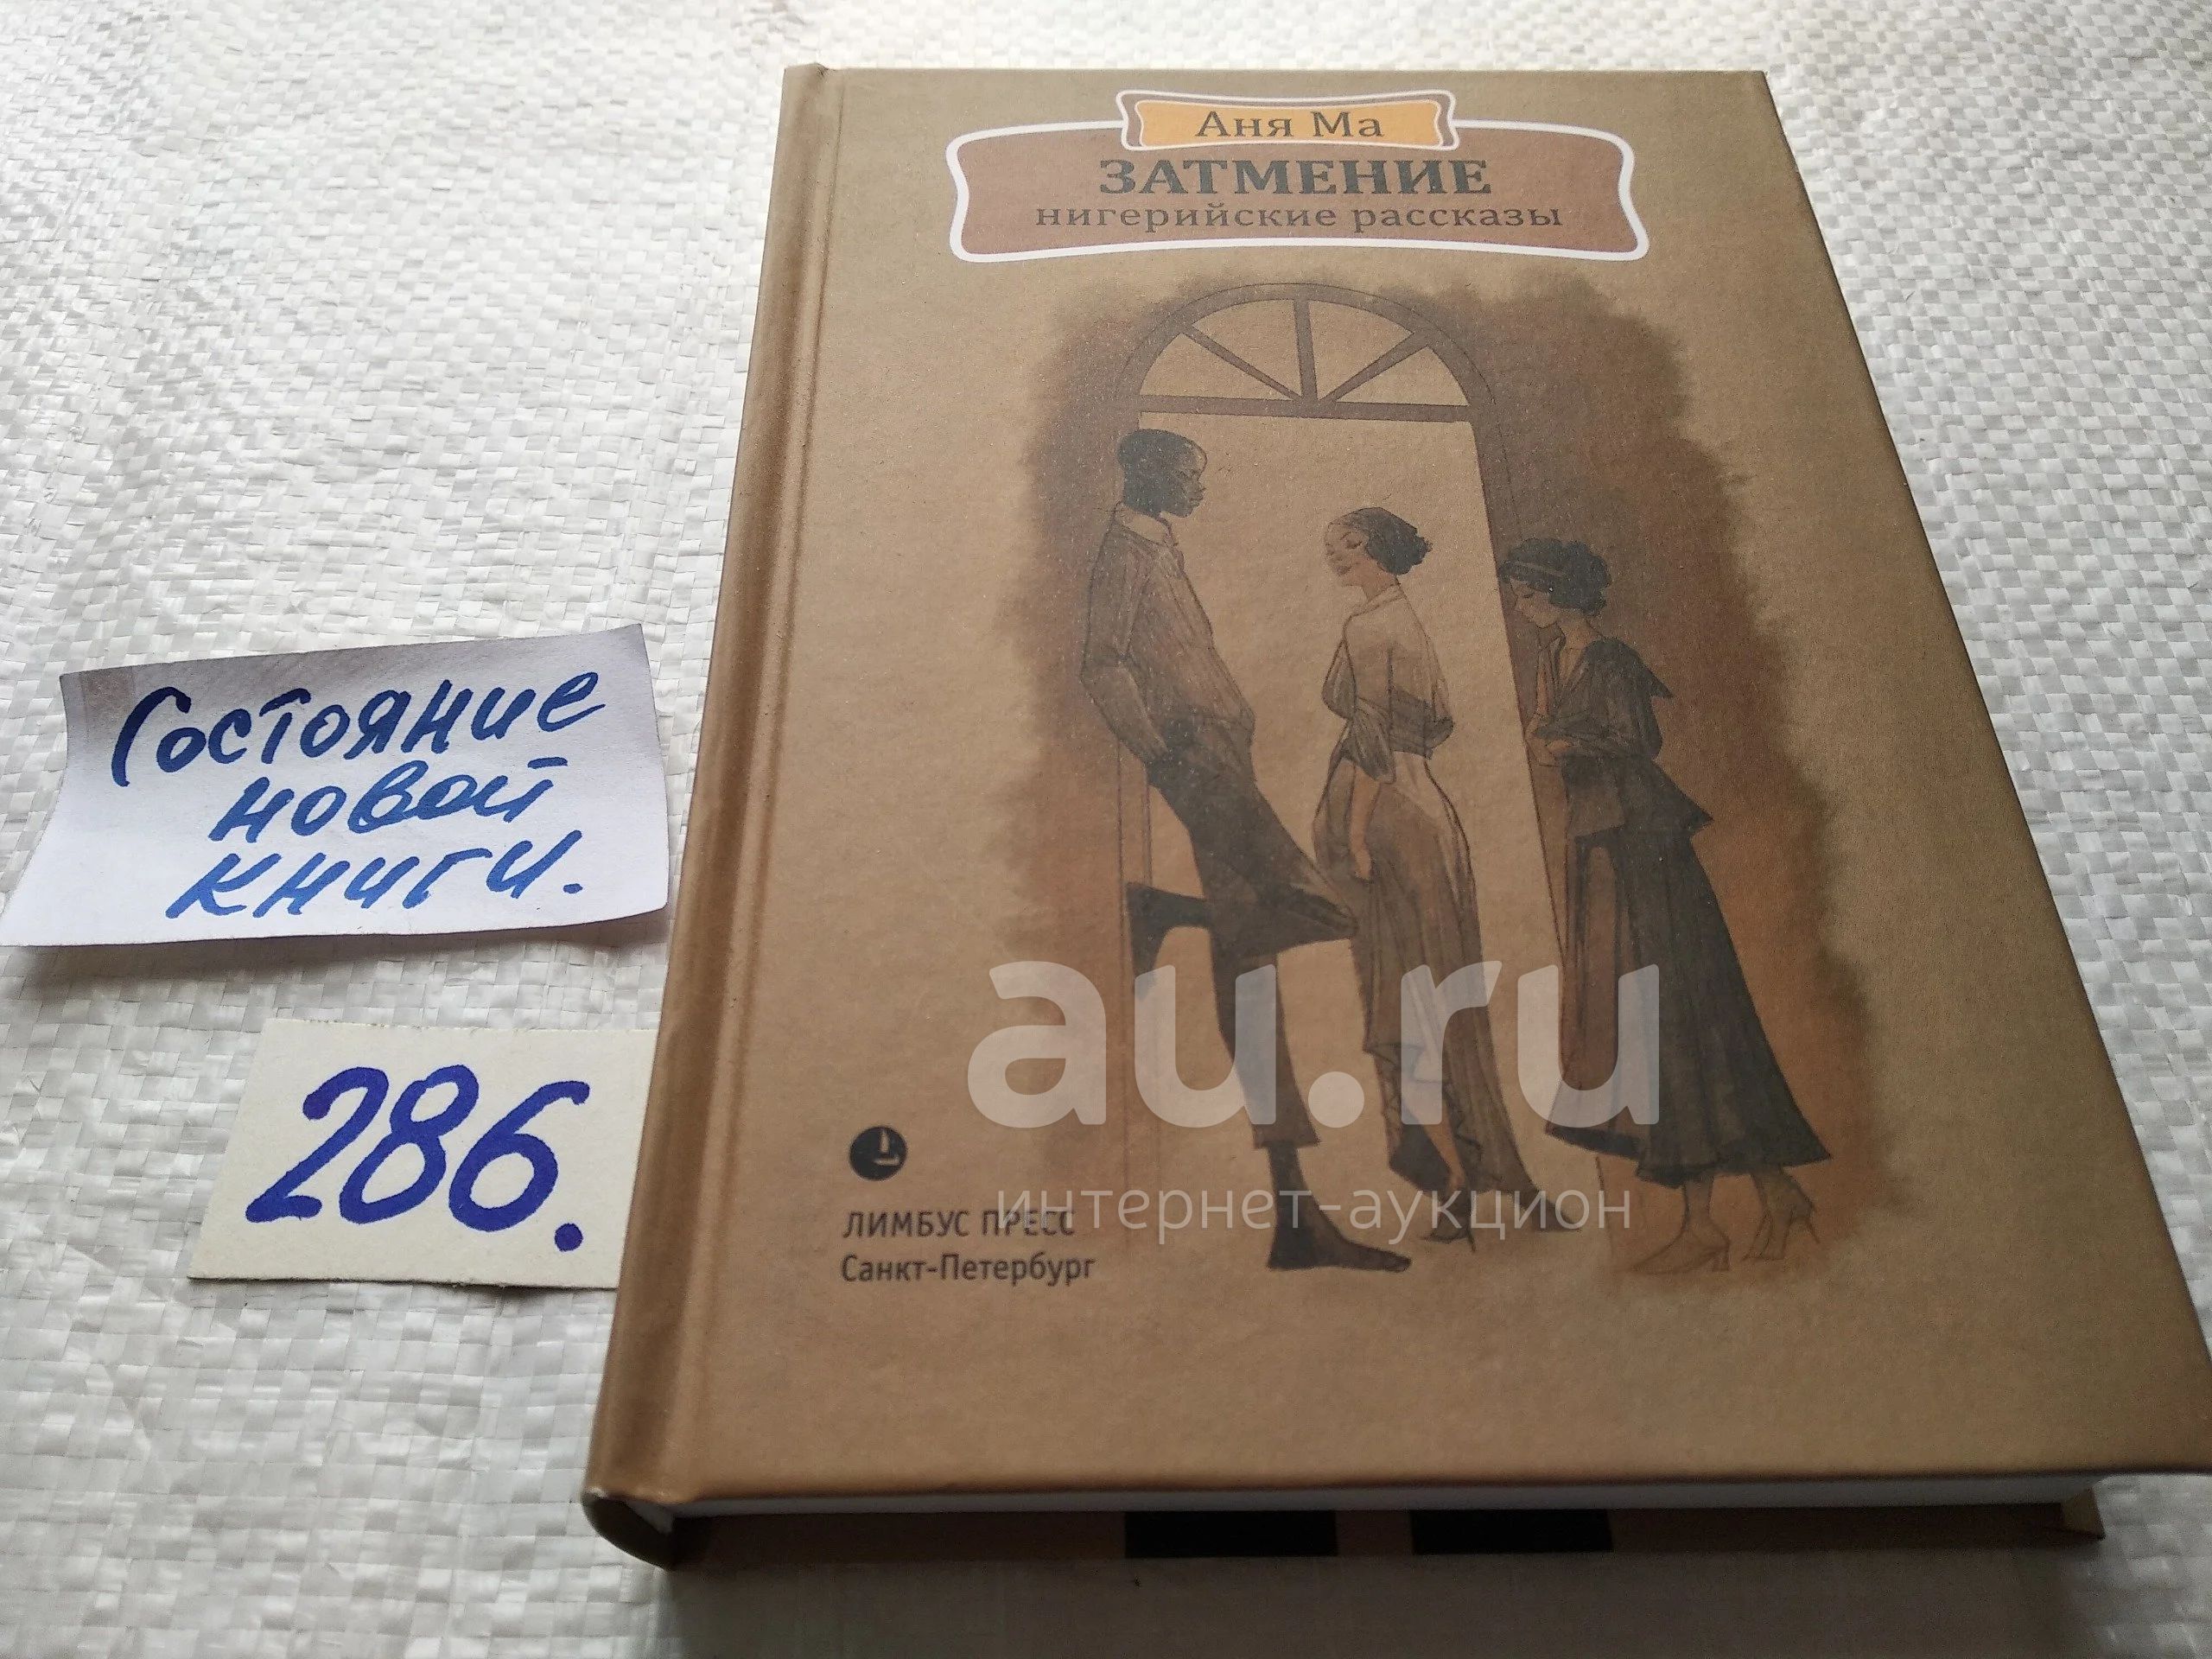 Аня Ма
ЗАТМЕНИЕ
нигерийские рассказы
Состояние
новой
книги.
286.
au.ru
интернет-аукцион
ЛИМБУС ПРЕСС
Санкт-Петербург